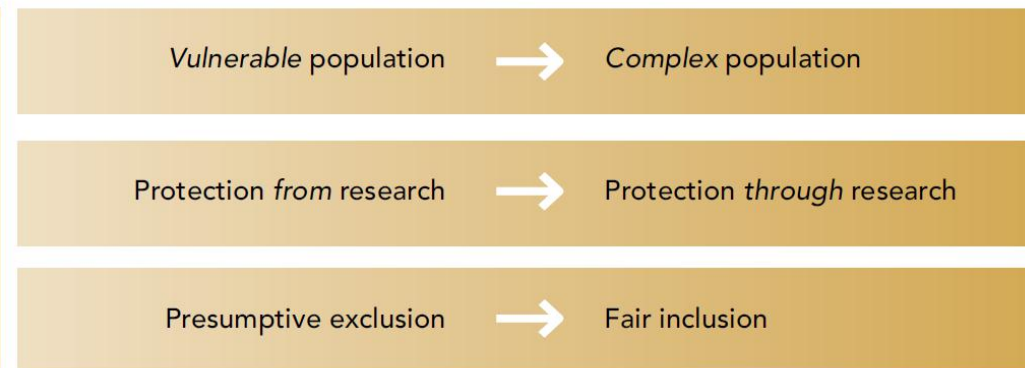 Vulnerable population → Complex population
Protection from research → Protection through research
Presumptive exclusion → Fair inclusion